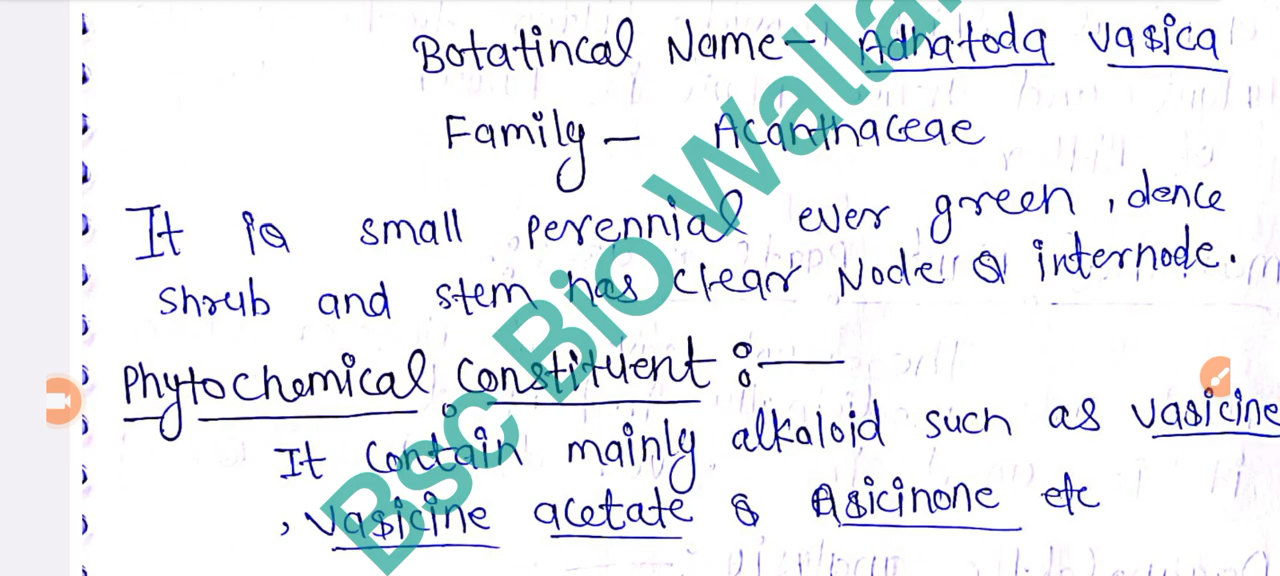 Botatincal Name- Adhatoda vasica
Family - Acanthaceae
It is small perennial ever green, dence
shrub and stem has clear Node & internode.
Phytochemical Constituent :-
It contain mainly alkaloid such as vasicine
, vasicine acetate & Asicinone etc
Bsc Bio Walla